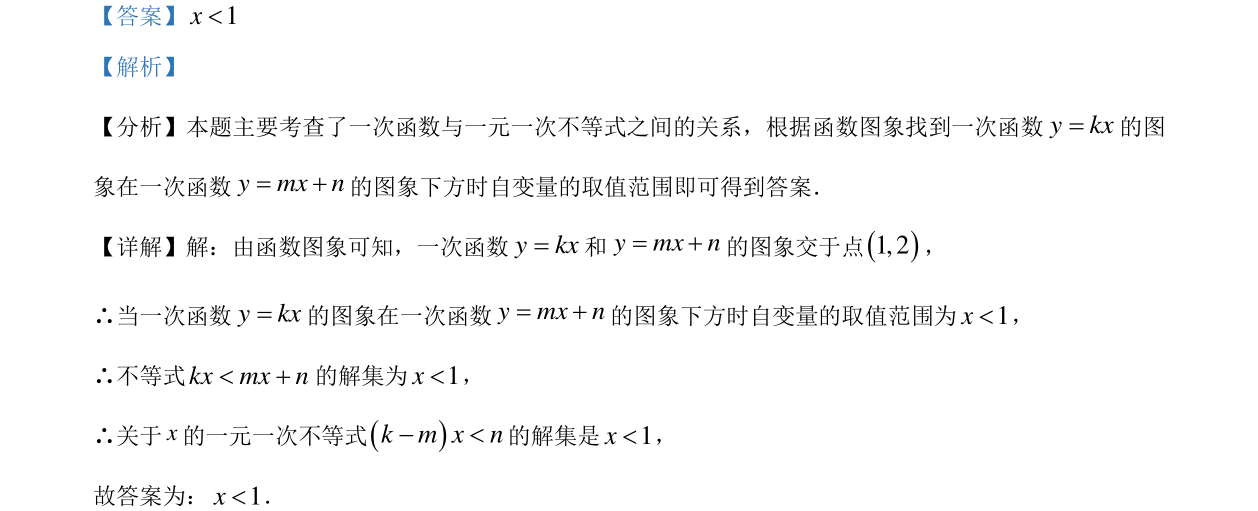 【答案】x<1
【解析】
【分析】本题主要考查了一次函数与一元一次不等式之间的关系，根据函数图象找到一次函数 y=kx 的图
象在一次函数 y=mx+n 的图象下方时自变量的取值范围即可得到答案．
【详解】解：由函数图象可知，一次函数 y=kx 和 y=mx+n 的图象交于点(1,2)，
∴当一次函数 y=kx 的图象在一次函数 y=mx+n 的图象下方时自变量的取值范围为 x<1，
∴不等式 kx<mx+n 的解集为 x<1，
∴关于 x 的一元一次不等式(k−m)x<n 的解集是 x<1，
故答案为：x<1．